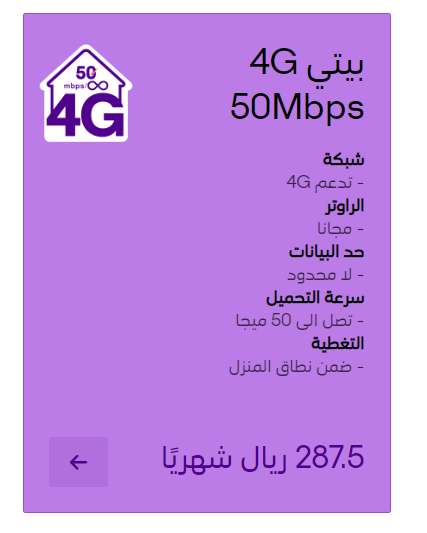 بيتي 4G
50Mbps
50
mbps ∞
4G
شبكة
- تدعم 4G
الراوتر
- مجانا
حد البيانات
- لا محدود
سرعة التحميل
- تصل الى 50 ميجا
التغطية
- ضمن نطاق المنزل
287.5 ريال شهريًا
←